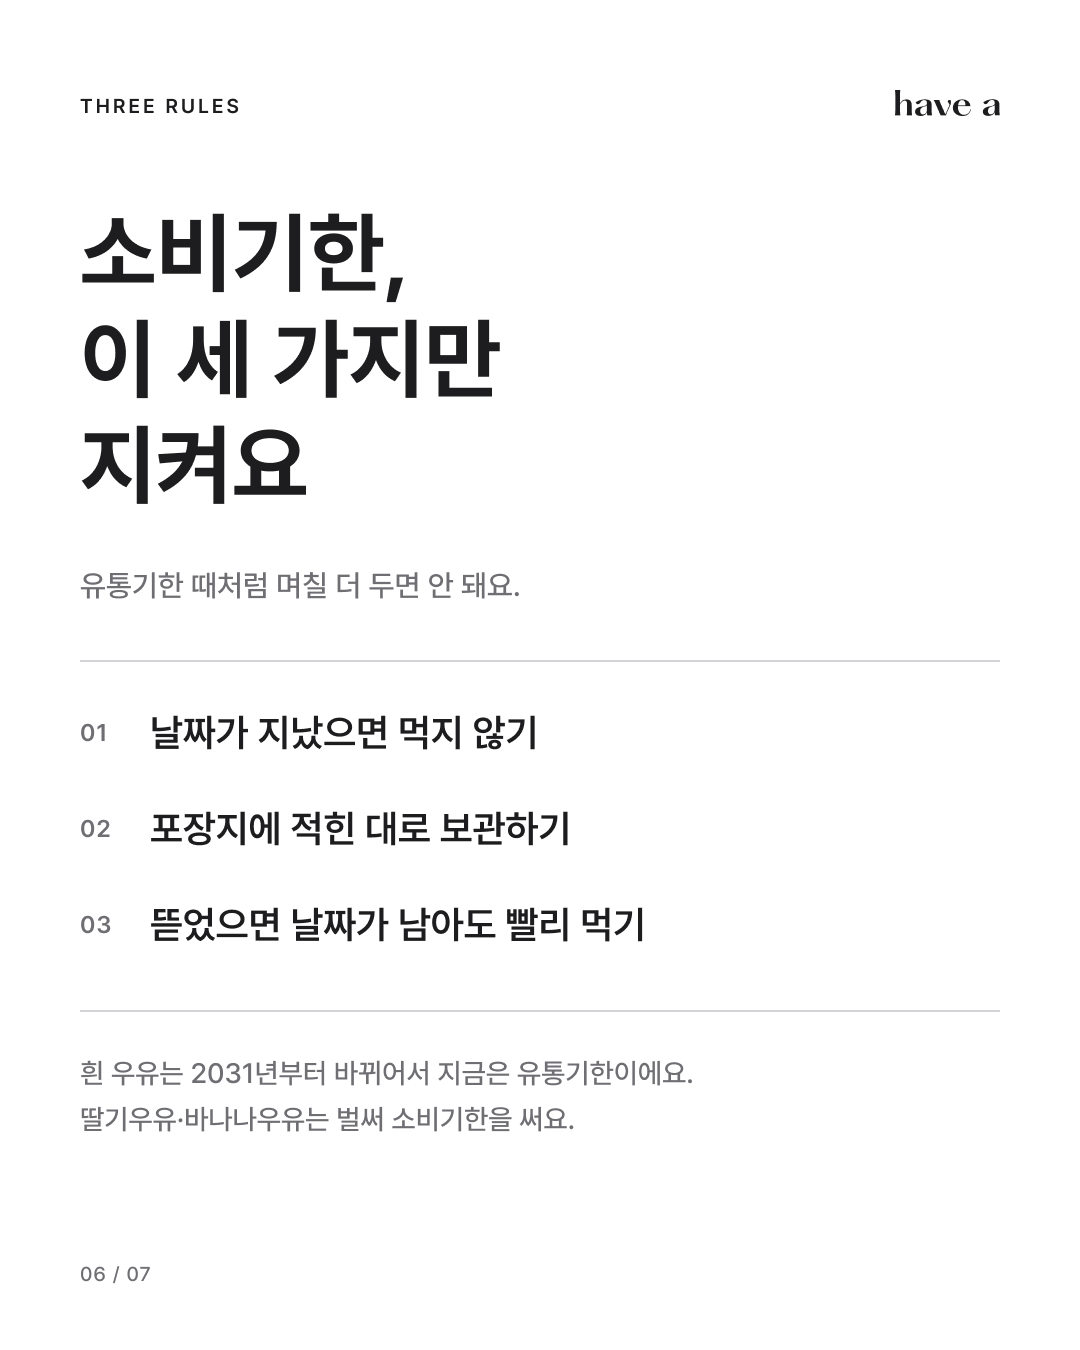 THREE RULES
have a
소비기한,
이 세 가지만
지켜요
유통기한 때처럼 며칠 더 두면 안 돼요.
01 날짜가 지났으면 먹지 않기
02 포장지에 적힌 대로 보관하기
03 뜯었으면 날짜가 남아도 빨리 먹기
흰 우유는 2031년부터 바뀌어서 지금은 유통기한이에요.
딸기우유·바나나우유는 벌써 소비기한을 써요.
06 / 07